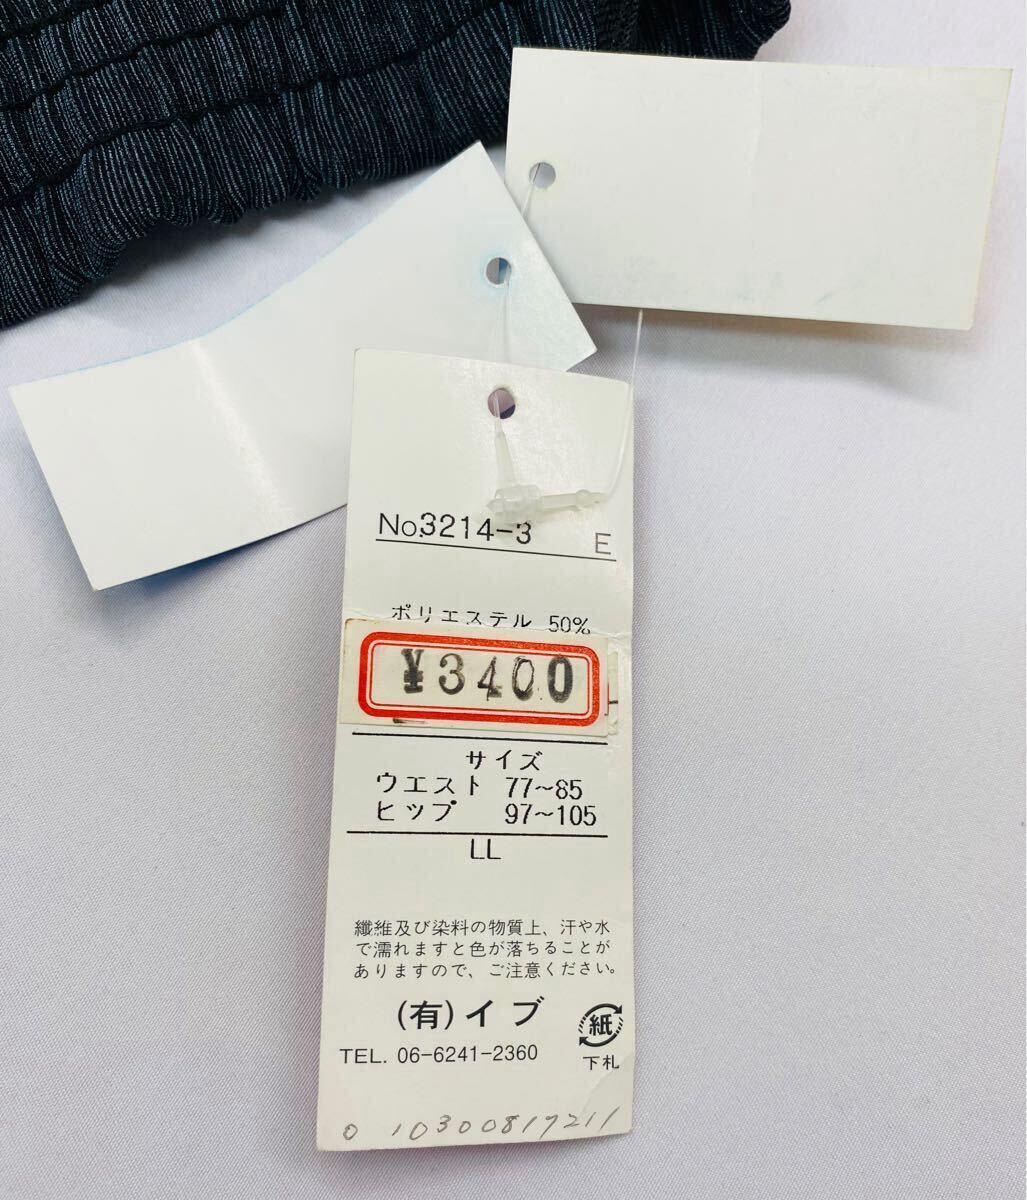 No.3214-3
E
ポリエステル 50%
¥3400
サイズ
ウエスト 77~85
ヒップ 97~105
LL
繊維及び染料の物質上、汗や水
で濡れますと色が落ちることが
ありますので、ご注意ください。
(有)イブ
紙
TEL. 06-6241-2360
下札
0 10300817211